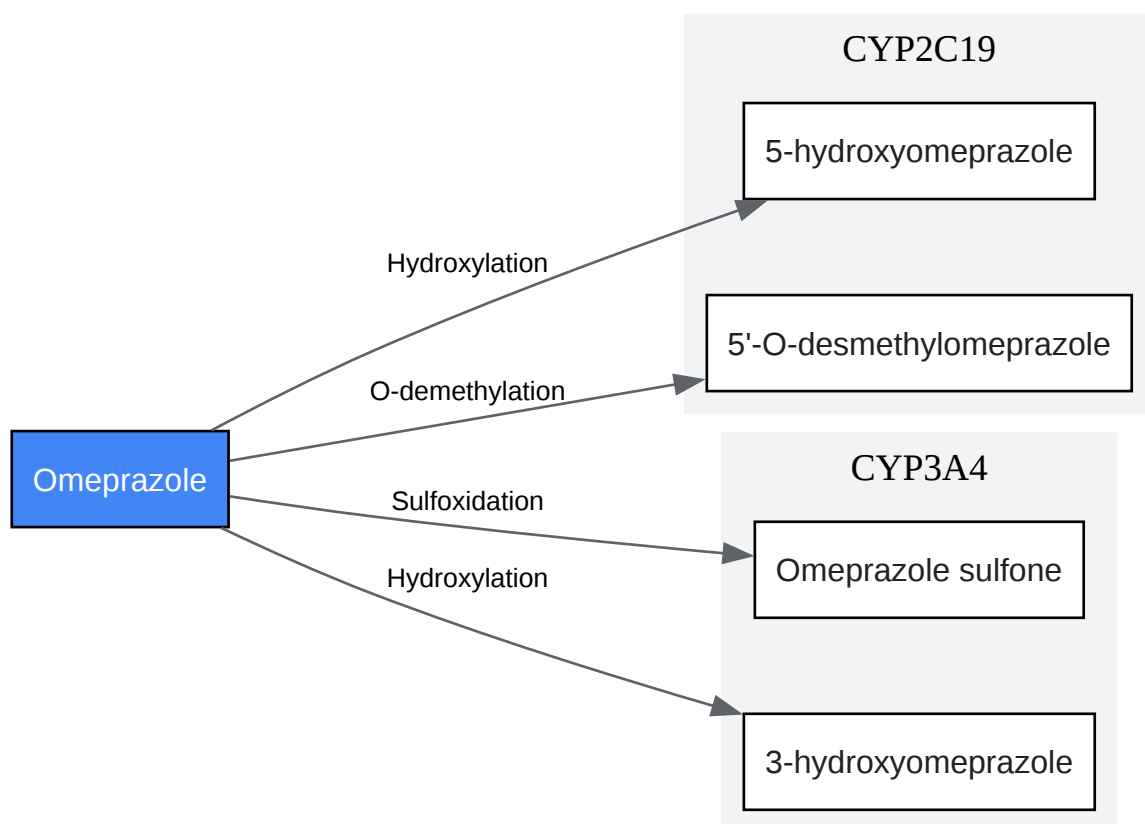 CYP2C19
5-hydroxyomeprazole
Hydroxylation
5'-O-desmethylomeprazole
O-demethylation
Omeprazole
CYP3A4
Sulfoxidation
Omeprazole sulfone
Hydroxylation
3-hydroxyomeprazole